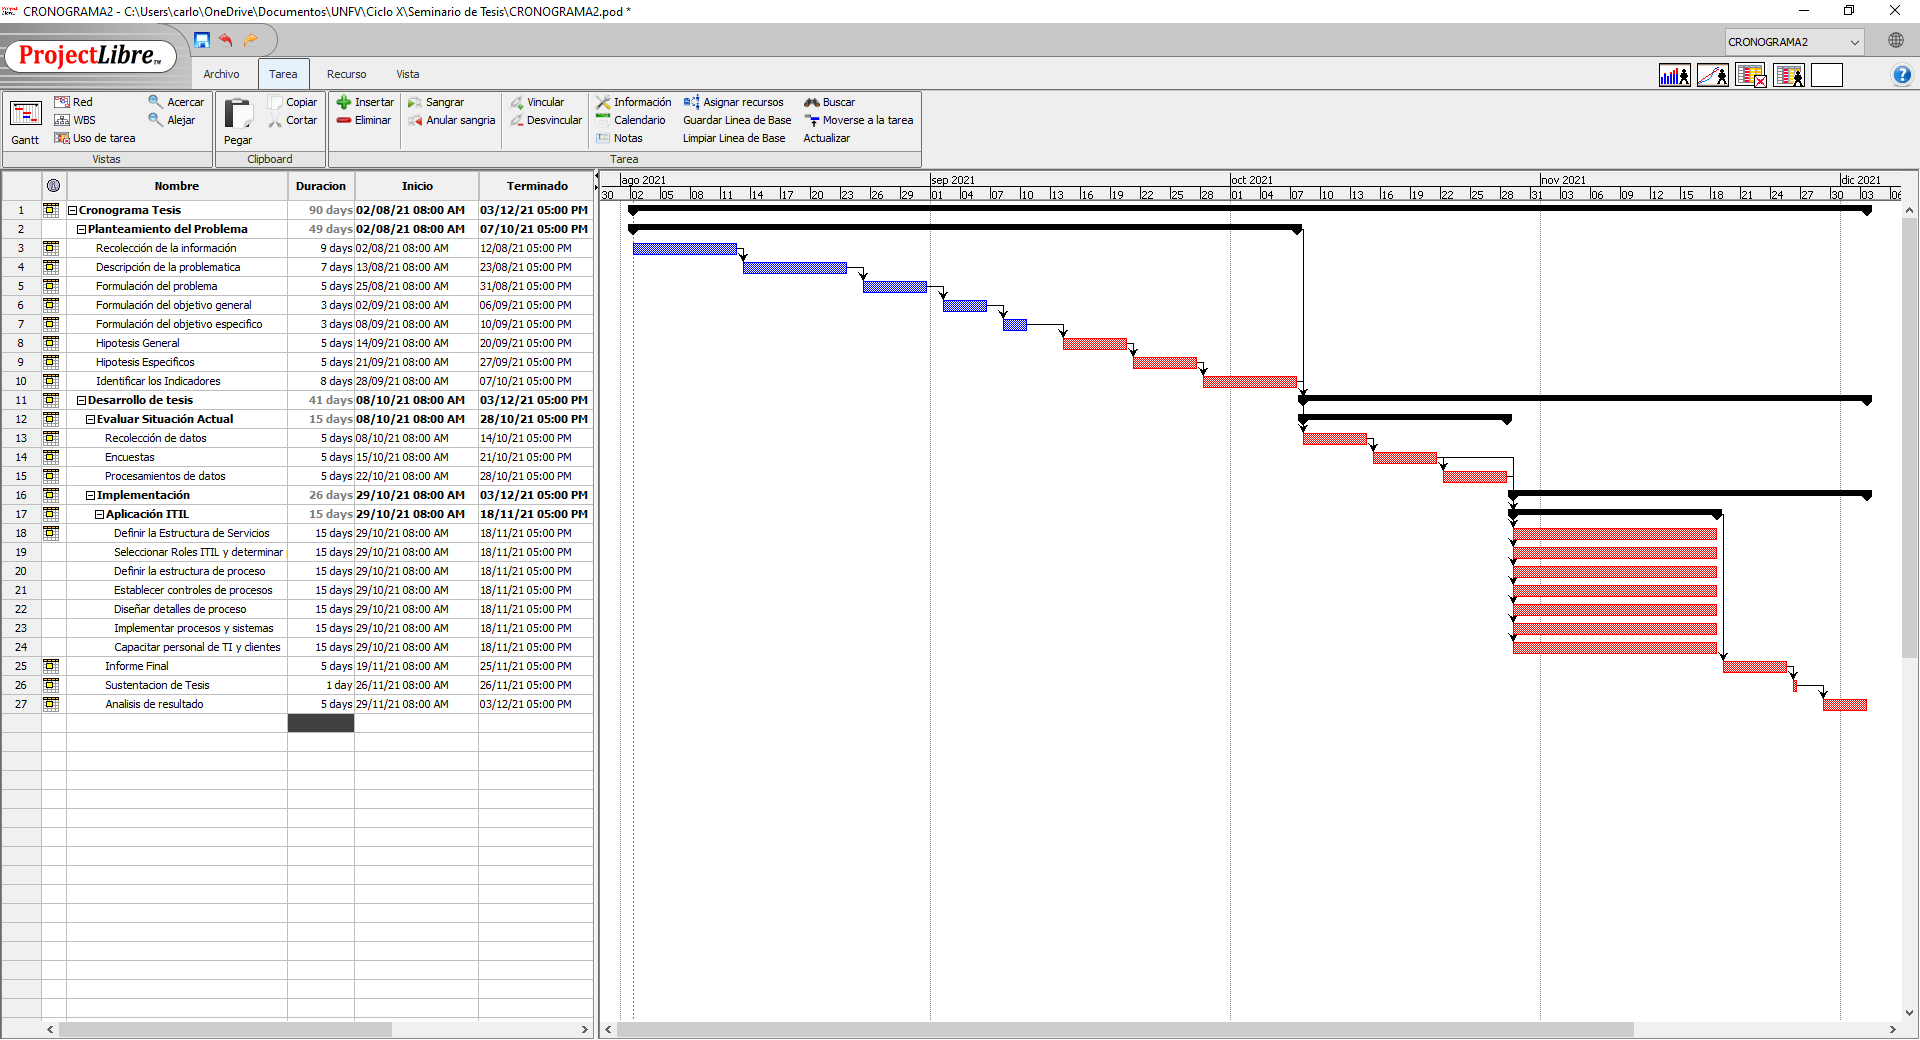 CRONOGRAMA2 - C:\Users\carlo\OneDrive\Documentos\UNFV\Ciclo X\Seminario de Tesis\CRONOGRAMA2.pod *
ProjectLibre™
CRONOGRAMA2
Archivo Tarea Recurso Vista
Gantt
Red
WBS
Uso de tarea
Acercar
Alejar
Vistas
Pegar
Copiar
Cortar
Clipboard
Insertar
Eliminar
Sangrar
Anular sangria
Vincular
Desvincular
Información
Calendario
Notas
Asignar recursos
Guardar Linea de Base
Limpiar Linea de Base
Buscar
Moverse a la tarea
Actualizar
Tarea
Nombre Duracion Inicio Terminado
1 Cronograma Tesis 90 days 02/08/21 08:00 AM 03/12/21 05:00 PM
2 Planteamiento del Problema 49 days 02/08/21 08:00 AM 07/10/21 05:00 PM
3 Recolección de la información 9 days 02/08/21 08:00 AM 12/08/21 05:00 PM
4 Descripción de la problematica 7 days 13/08/21 08:00 AM 23/08/21 05:00 PM
5 Formulación del problema 5 days 25/08/21 08:00 AM 31/08/21 05:00 PM
6 Formulación del objetivo general 3 days 02/09/21 08:00 AM 06/09/21 05:00 PM
7 Formulación del objetivo especifico 3 days 08/09/21 08:00 AM 10/09/21 05:00 PM
8 Hipotesis General 5 days 14/09/21 08:00 AM 20/09/21 05:00 PM
9 Hipotesis Especificos 5 days 21/09/21 08:00 AM 27/09/21 05:00 PM
10 Identificar los Indicadores 8 days 28/09/21 08:00 AM 07/10/21 05:00 PM
11 Desarrollo de tesis 41 days 08/10/21 08:00 AM 03/12/21 05:00 PM
12 Evaluar Situación Actual 15 days 08/10/21 08:00 AM 28/10/21 05:00 PM
13 Recolección de datos 5 days 08/10/21 08:00 AM 14/10/21 05:00 PM
14 Encuestas 5 days 15/10/21 08:00 AM 21/10/21 05:00 PM
15 Procesamientos de datos 5 days 22/10/21 08:00 AM 28/10/21 05:00 PM
16 Implementación 26 days 29/10/21 08:00 AM 03/12/21 05:00 PM
17 Aplicación ITIL 15 days 29/10/21 08:00 AM 18/11/21 05:00 PM
18 Definir la Estructura de Servicios 15 days 29/10/21 08:00 AM 18/11/21 05:00 PM
19 Seleccionar Roles ITIL y determinar 15 days 29/10/21 08:00 AM 18/11/21 05:00 PM
20 Definir la estructura de proceso 15 days 29/10/21 08:00 AM 18/11/21 05:00 PM
21 Establecer controles de procesos 15 days 29/10/21 08:00 AM 18/11/21 05:00 PM
22 Diseñar detalles de proceso 15 days 29/10/21 08:00 AM 18/11/21 05:00 PM
23 Implementar procesos y sistemas 15 days 29/10/21 08:00 AM 18/11/21 05:00 PM
24 Capacitar personal de TI y clientes 15 days 29/10/21 08:00 AM 18/11/21 05:00 PM
25 Informe Final 5 days 19/11/21 08:00 AM 25/11/21 05:00 PM
26 Sustentacion de Tesis 1 day 26/11/21 08:00 AM 26/11/21 05:00 PM
27 Analisis de resultado 5 days 29/11/21 08:00 AM 03/12/21 05:00 PM
ago 2021 sep 2021 oct 2021 nov 2021 dic 2021
30 02 05 08 11 14 17 20 23 26 29 01 04 07 10 13 16 19 22 25 28 01 04 07 10 13 16 19 22 25 28 31 03 06 09 12 15 18 21 24 27 30 03